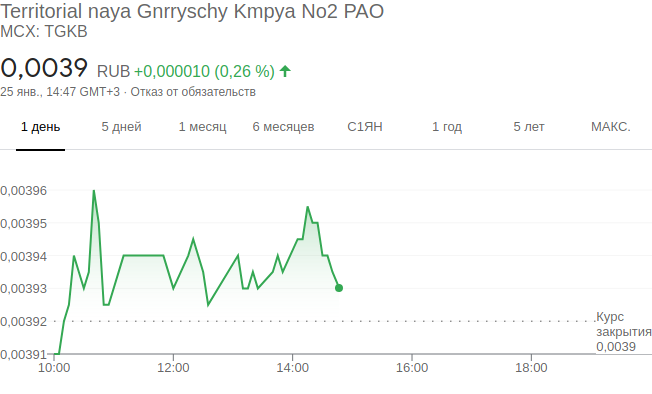 Territorial naya Gnrryschy Kmpya No2 PAO
MCX: TGKB
0,0039 RUB +0,000010 (0,26 %)
25 янв., 14:47 GMT+3 · Отказ от обязательств
1 день 5 дней 1 месяц 6 месяцев С1ЯН 1 год 5 лет МАКС.
0,00396
0,00395
0,00394
0,00393
0,00392
0,00391
Курс
закрытия
0,0039
10:00 12:00 14:00 16:00 18:00